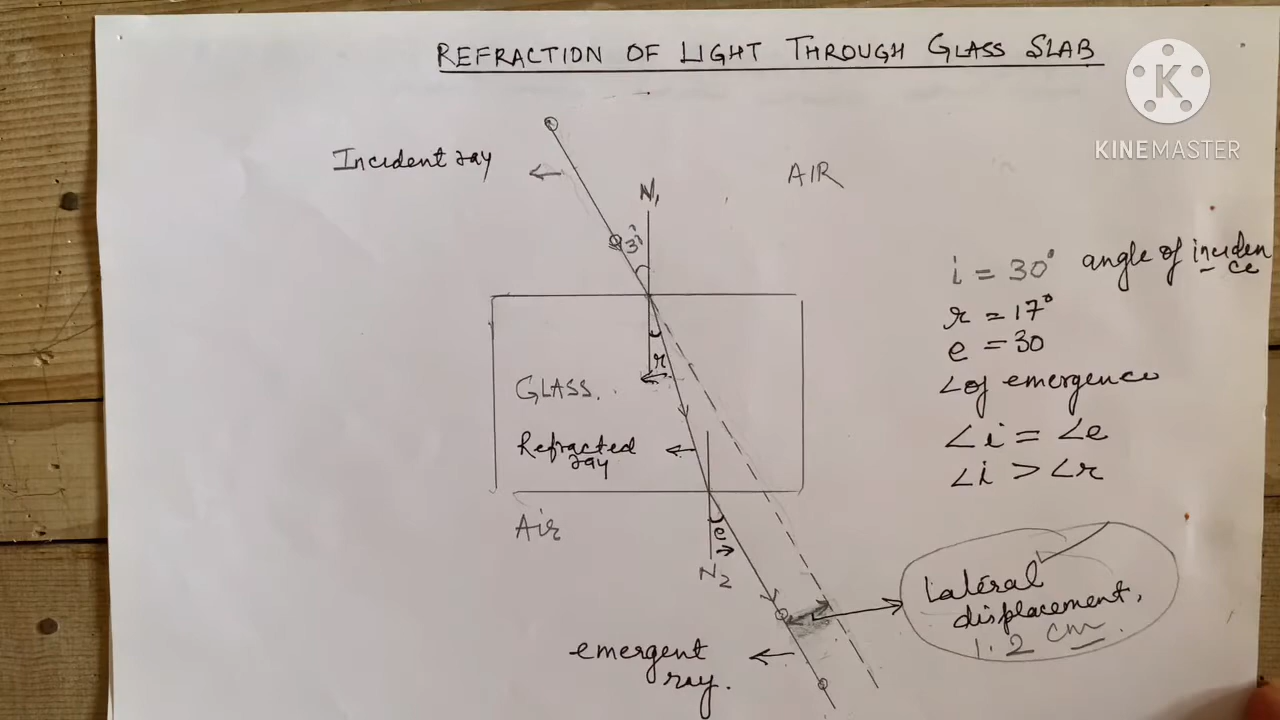 REFRACTION OF LIGHT THROUGH GLASS SLAB
K
KINEMASTER
Incident ray
AIR
N1
i
i = 30° angle of inciden
ce
r = 17°
e = 30
∠of emergence
∠i = ∠e
∠i > ∠r
r
GLASS.
Refracted
ray
Air
e
N2
Lateral
displacement,
1.2 cm.
emergent
ray.